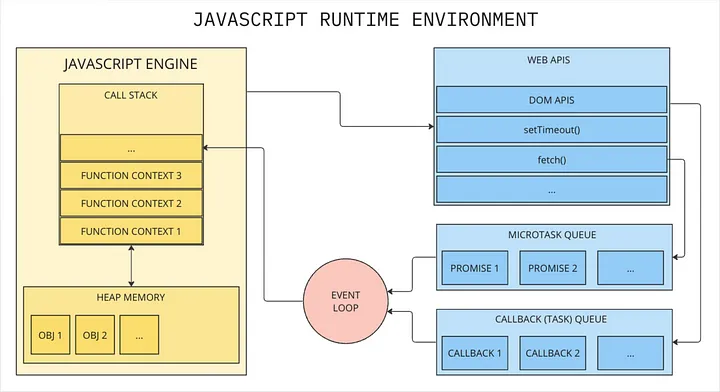 JAVASCRIPT RUNTIME ENVIRONMENT
JAVASCRIPT ENGINE
CALL STACK
...
FUNCTION CONTEXT 3
FUNCTION CONTEXT 2
FUNCTION CONTEXT 1
HEAP MEMORY
OBJ 1
OBJ 2
...
EVENT
LOOP
WEB APIS
DOM APIS
setTimeout()
fetch()
...
MICROTASK QUEUE
PROMISE 1
PROMISE 2
...
CALLBACK (TASK) QUEUE
CALLBACK 1
CALLBACK 2
...